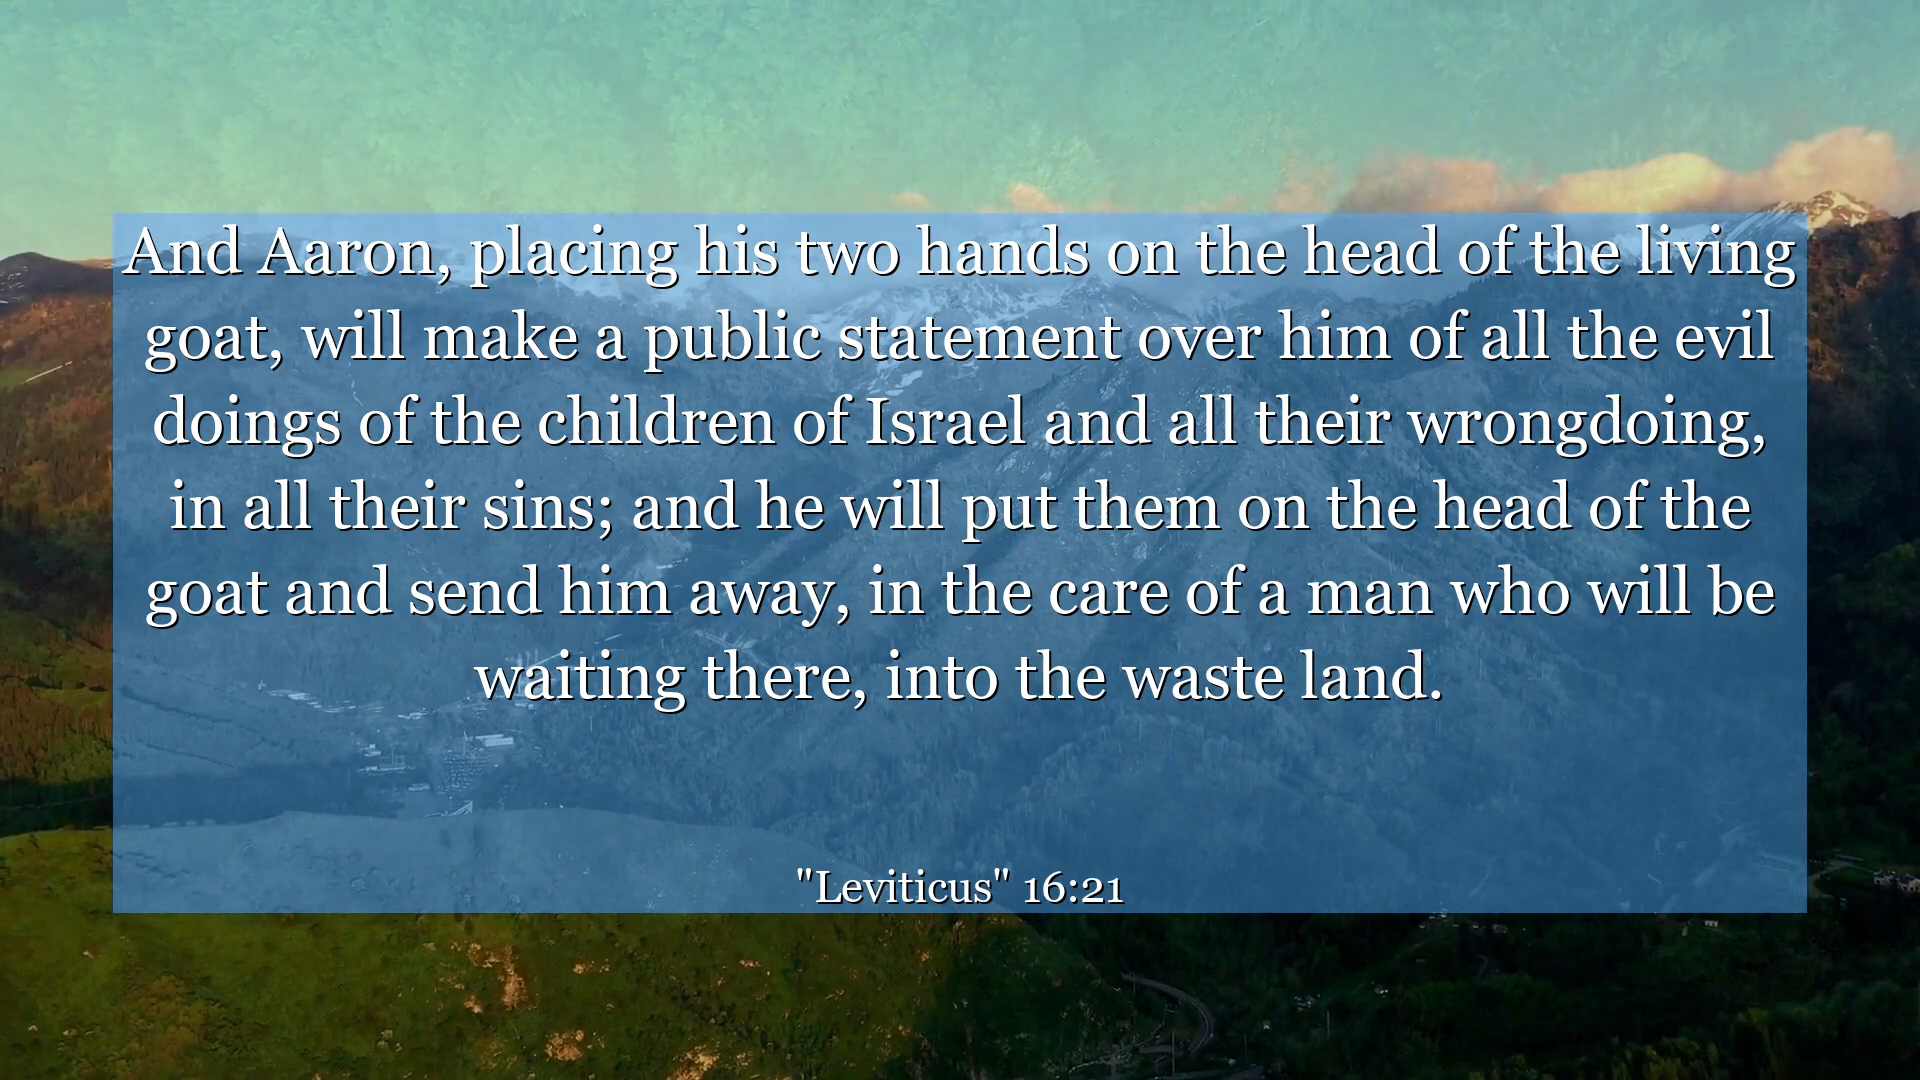 And Aaron, placing his two hands on the head of the living
goat, will make a public statement over him of all the evil
doings of the children of Israel and all their wrongdoing,
in all their sins; and he will put them on the head of the
goat and send him away, in the care of a man who will be
waiting there, into the waste land.
"Leviticus" 16:21